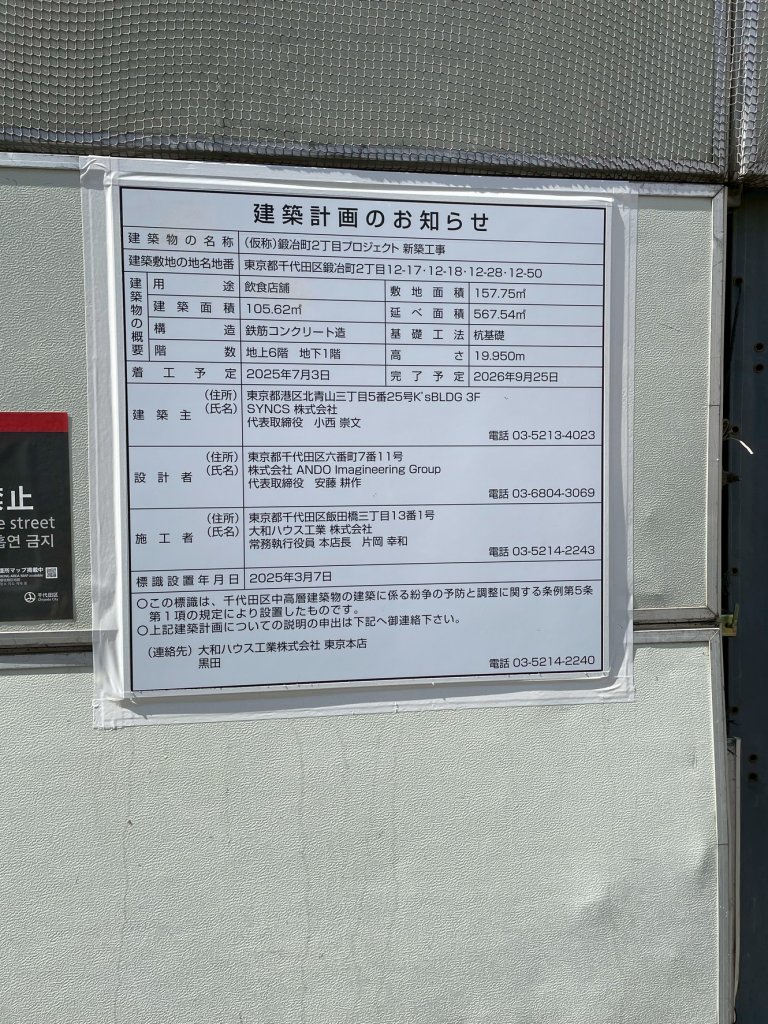 建築計画のお知らせ
建築物の名称 (仮称)鍛冶町2丁目プロジェクト 新築工事
建築敷地の地名地番 東京都千代田区鍛冶町2丁目12-17・12-18・12-28・12-50
建築物の概要
用途 飲食店舗 敷地面積 157.75㎡
建築面積 105.62㎡ 延べ面積 567.54㎡
構造 鉄筋コンクリート造 基礎工法 杭基礎
階数 地上6階 地下1階 高さ 19.950m
着工予定 2025年7月3日 完了予定 2026年9月25日
建築主 (住所) 東京都港区北青山三丁目5番25号K'sBLDG 3F
(氏名) SYNCS 株式会社
代表取締役 小西 崇文
電話 03-5213-4023
設計者 (住所) 東京都千代田区六番町7番11号
(氏名) 株式会社 ANDO Imagineering Group
代表取締役 安藤 耕作
電話 03-6804-3069
施工者 (住所) 東京都千代田区飯田橋三丁目13番1号
(氏名) 大和ハウス工業 株式会社
常務執行役員 本店長 片岡 幸和
電話 03-5214-2243
標識設置年月日 2025年3月7日
○この標識は、千代田区中高層建築物の建築に係る紛争の予防と調整に関する条例第5条
第1項の規定により設置したものです。
○上記建築計画についての説明の申出は下記へ御連絡下さい。
(連絡先) 大和ハウス工業株式会社 東京本店
黒田 電話 03-5214-2240
止
street
금지
千代田区